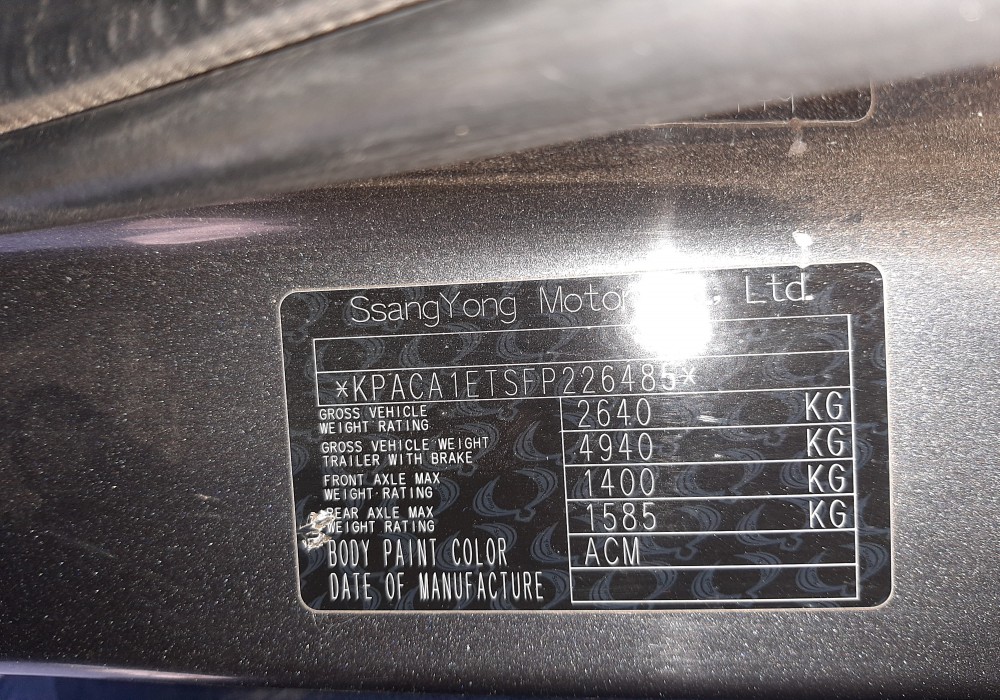 SsangYong Motor Ltd.
*KPACA1ETSFP226485*
GROSS VEHICLE
WEIGHT RATING
2640 KG
GROSS VEHICLE WEIGHT
TRAILER WITH BRAKE
4940 KG
FRONT AXLE MAX
WEIGHT RATING
1400 KG
REAR AXLE MAX
WEIGHT RATING
1585 KG
BODY PAINT COLOR ACM
DATE OF MANUFACTURE